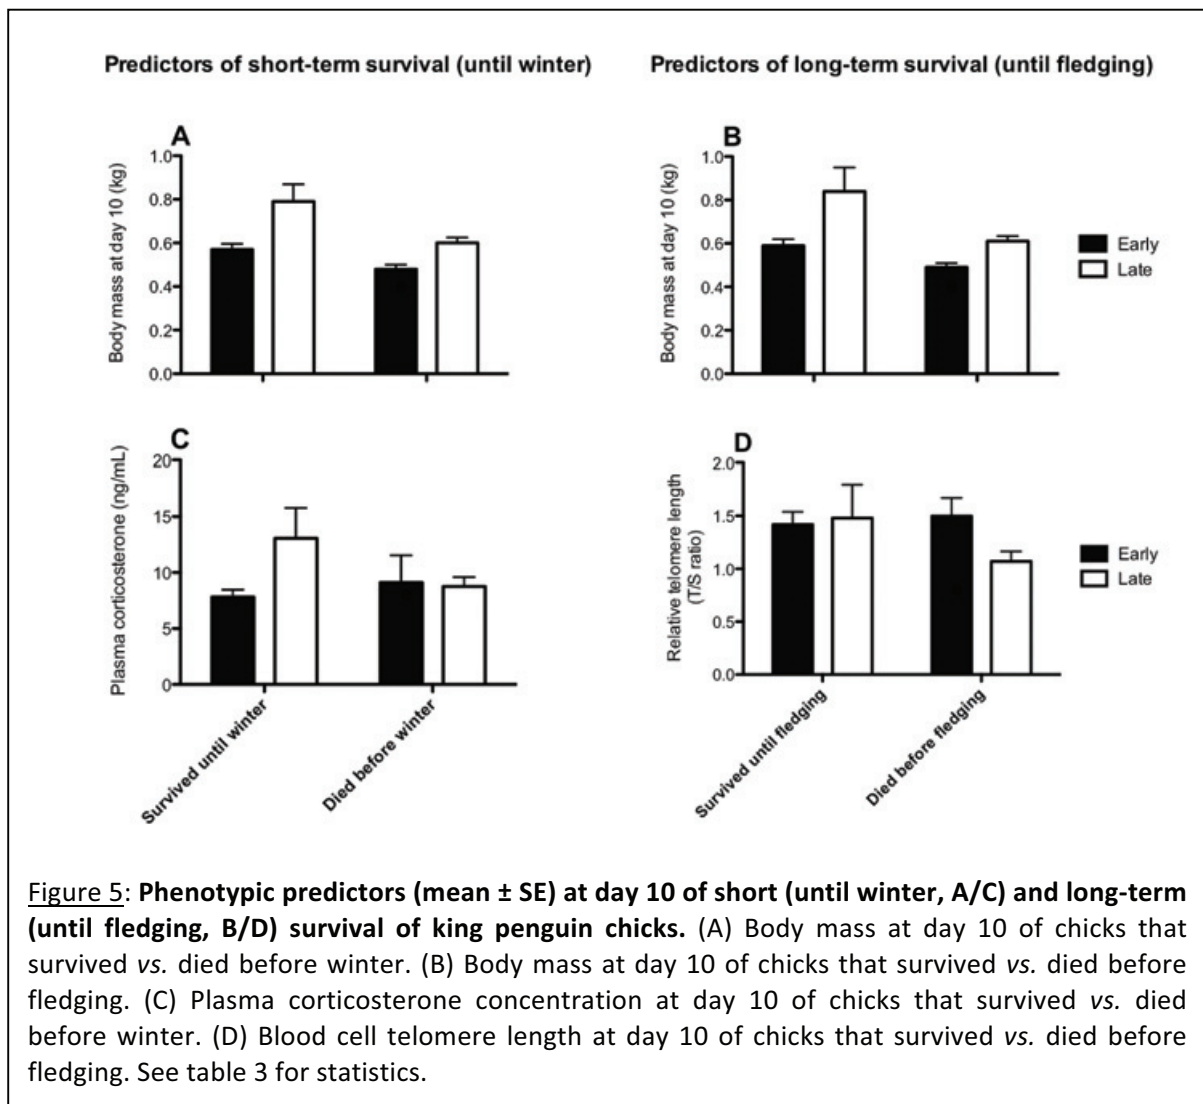 Predictors of short-term survival (until winter)
Predictors of long-term survival (until fledging)
A
Body mass at day 10 (kg)
1.0
0.8
0.6
0.4
0.2
0.0
B
Body mass at day 10 (kg)
1.0
0.8
0.6
0.4
0.2
0.0
Early
Late
C
Plasma corticosterone (ng/mL)
20
15
10
5
0
Survived until winter
Died before winter
D
Relative telomere length
(T/S ratio)
2.0
1.5
1.0
0.5
0.0
Survived until fledging
Died before fledging
Early
Late
Figure 5: Phenotypic predictors (mean ± SE) at day 10 of short (until winter, A/C) and long-term
(until fledging, B/D) survival of king penguin chicks. (A) Body mass at day 10 of chicks that
survived vs. died before winter. (B) Body mass at day 10 of chicks that survived vs. died before
fledging. (C) Plasma corticosterone concentration at day 10 of chicks that survived vs. died
before winter. (D) Blood cell telomere length at day 10 of chicks that survived vs. died before
fledging. See table 3 for statistics.